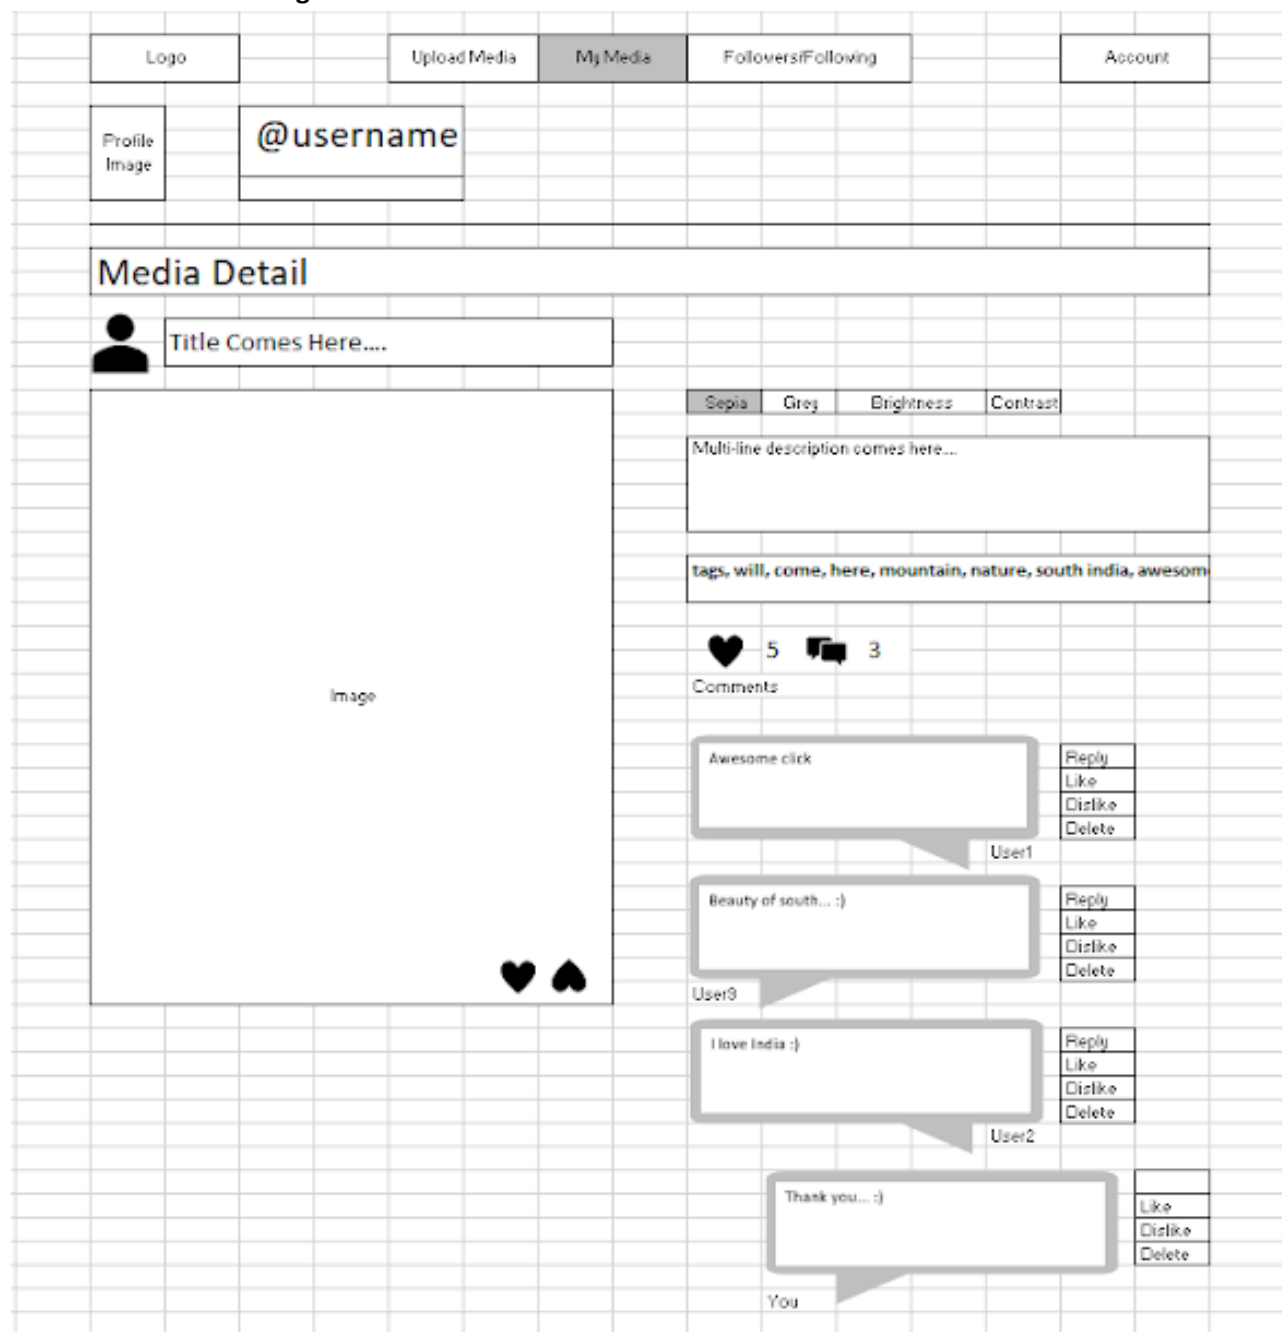 Logo
Upload Media
My Media
Followers/Following
Account
Profile
Image
@username
Media Detail
Title Comes Here....
Sepia
Grey
Brightness
Contrast
Multi-line description comes here...
tags, will, come, here, mountain, nature, south india, awesom
5
3
Comments
Image
Awesome click
Reply
Like
Dislike
Delete
User1
Beauty of south... :)
Reply
Like
Dislike
Delete
User3
I love India :)
Reply
Like
Dislike
Delete
User2
Thank you... :)
Like
Dislike
Delete
You